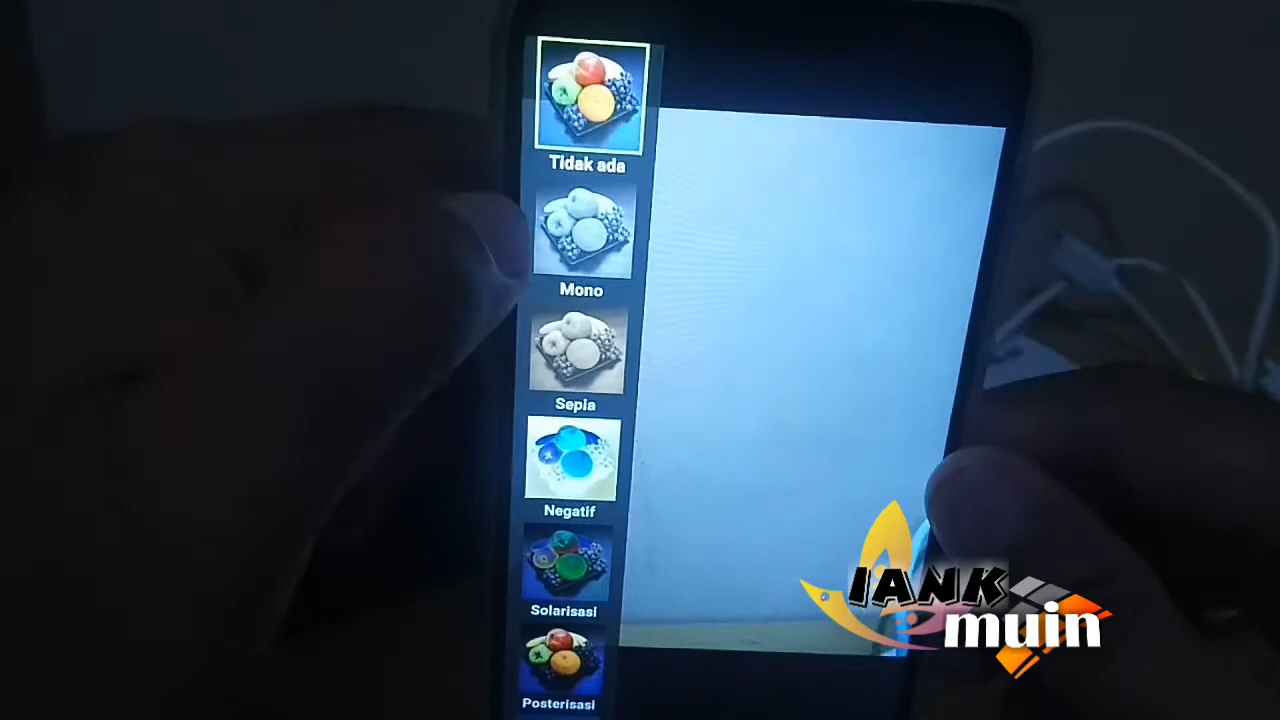 Tidak ada
Mono
Sepia
Negatif
Solarisasi
Posterisasi
IANK
muin